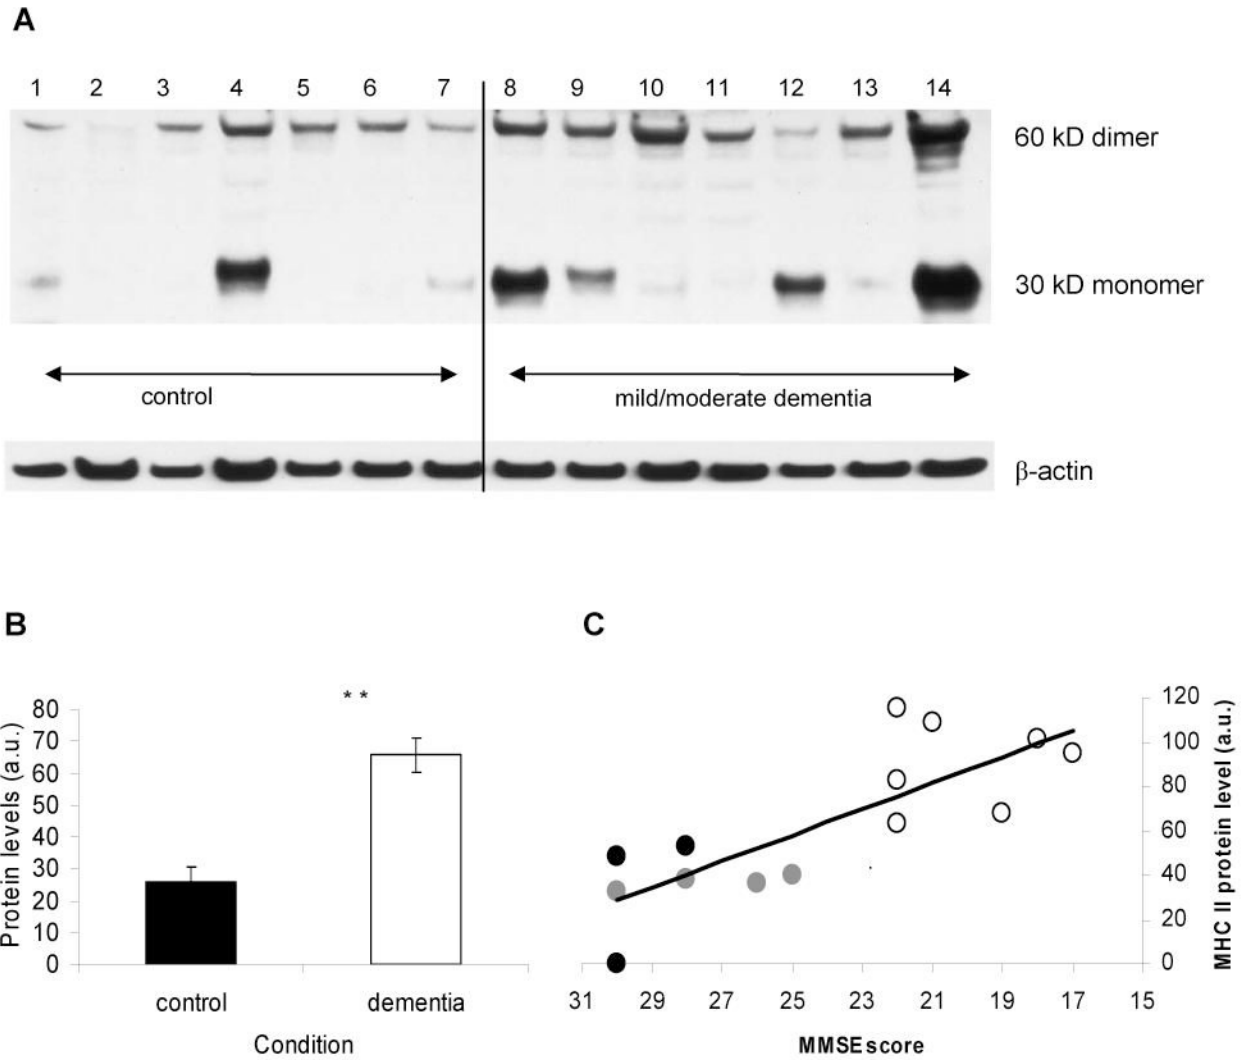 A
1 2 3 4 5 6 7 8 9 10 11 12 13 14
60 kD dimer
30 kD monomer
control
mild/moderate dementia
β-actin
B
Protein levels (a.u.)
80
70
60
50
40
30
20
10
0
* *
control dementia
Condition
C
120
100
80
60
40
20
0
MHC II protein level (a.u.)
31 29 27 25 23 21 19 17 15
MMSE score